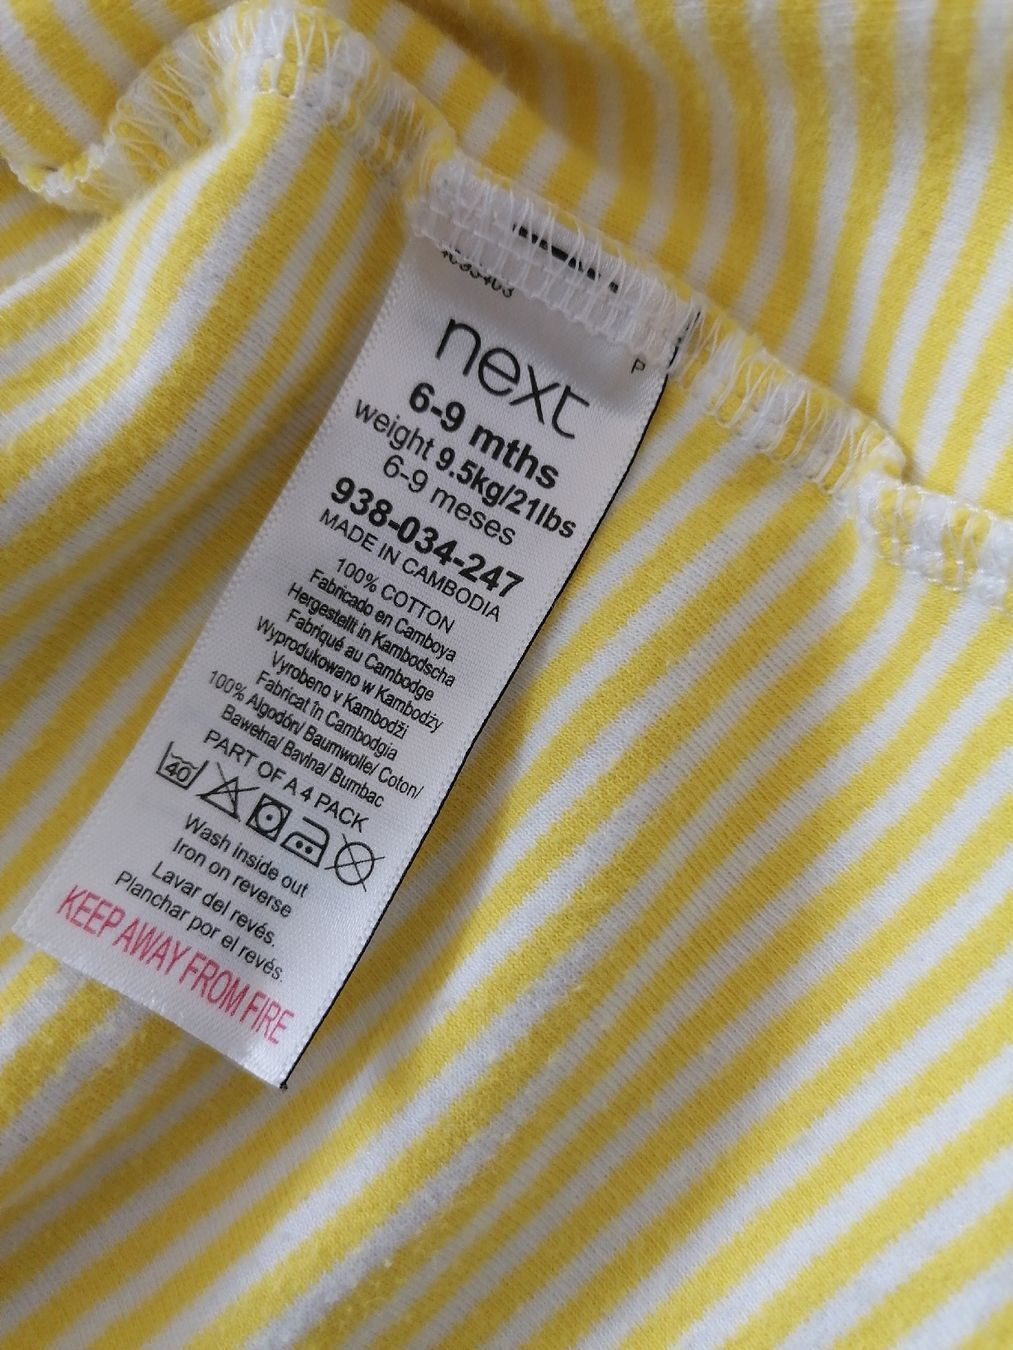 next
P
6-9 mths
weight 9.5kg/21lbs
6-9 meses
938-034-247
MADE IN CAMBODIA
100% COTTON
Fabricado en Camboya
Hergestellt in Kambodscha
Fabriqué au Cambodge
Wyprodukowano w Kambodży
Vyrobeno v Kambodži
Fabricat în Cambodgia
100% Algodón/ Baumwolle/ Coton/
Bawełna/ Bavlna/ Bumbac
PART OF A 4 PACK
40
Wash inside out
Iron on reverse
Lavar del revés.
Planchar por el revés.
KEEP AWAY FROM FIRE